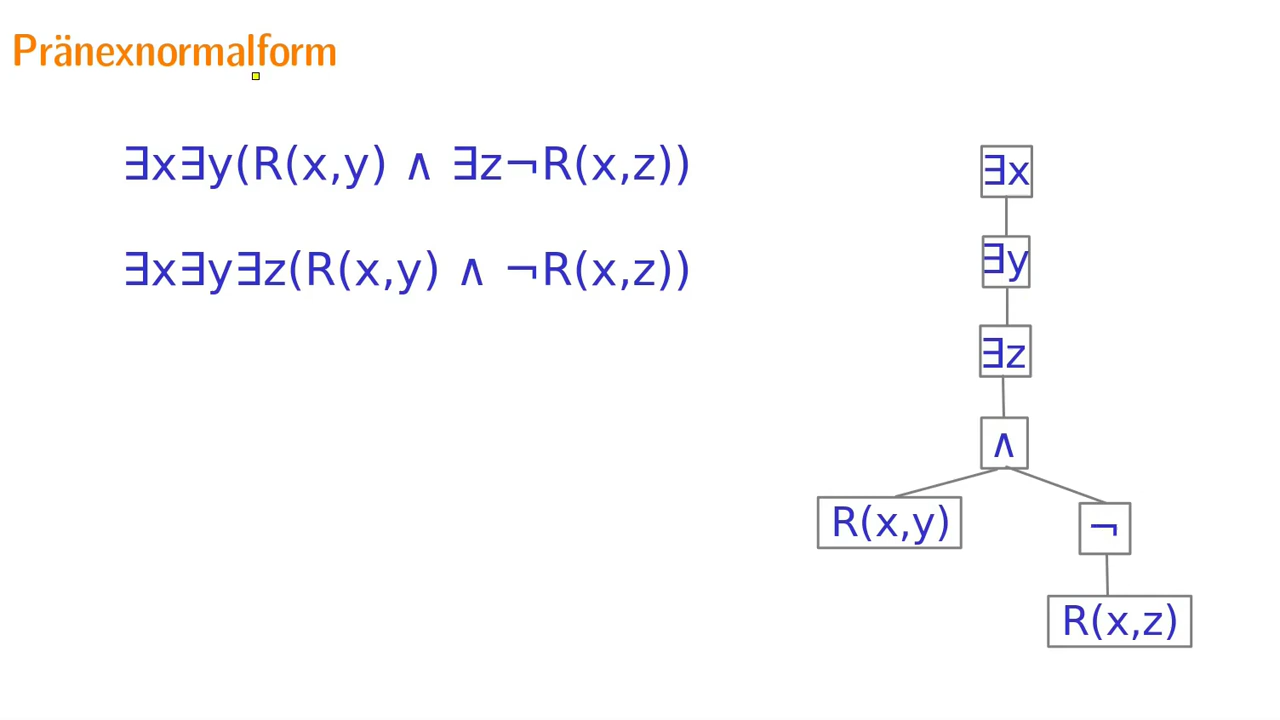 Pränexnormalform
∃x∃y(R(x,y) ∧ ∃z¬R(x,z))
∃x∃y∃z(R(x,y) ∧ ¬R(x,z))
∃x
∃y
∃z
∧
R(x,y)
¬
R(x,z)